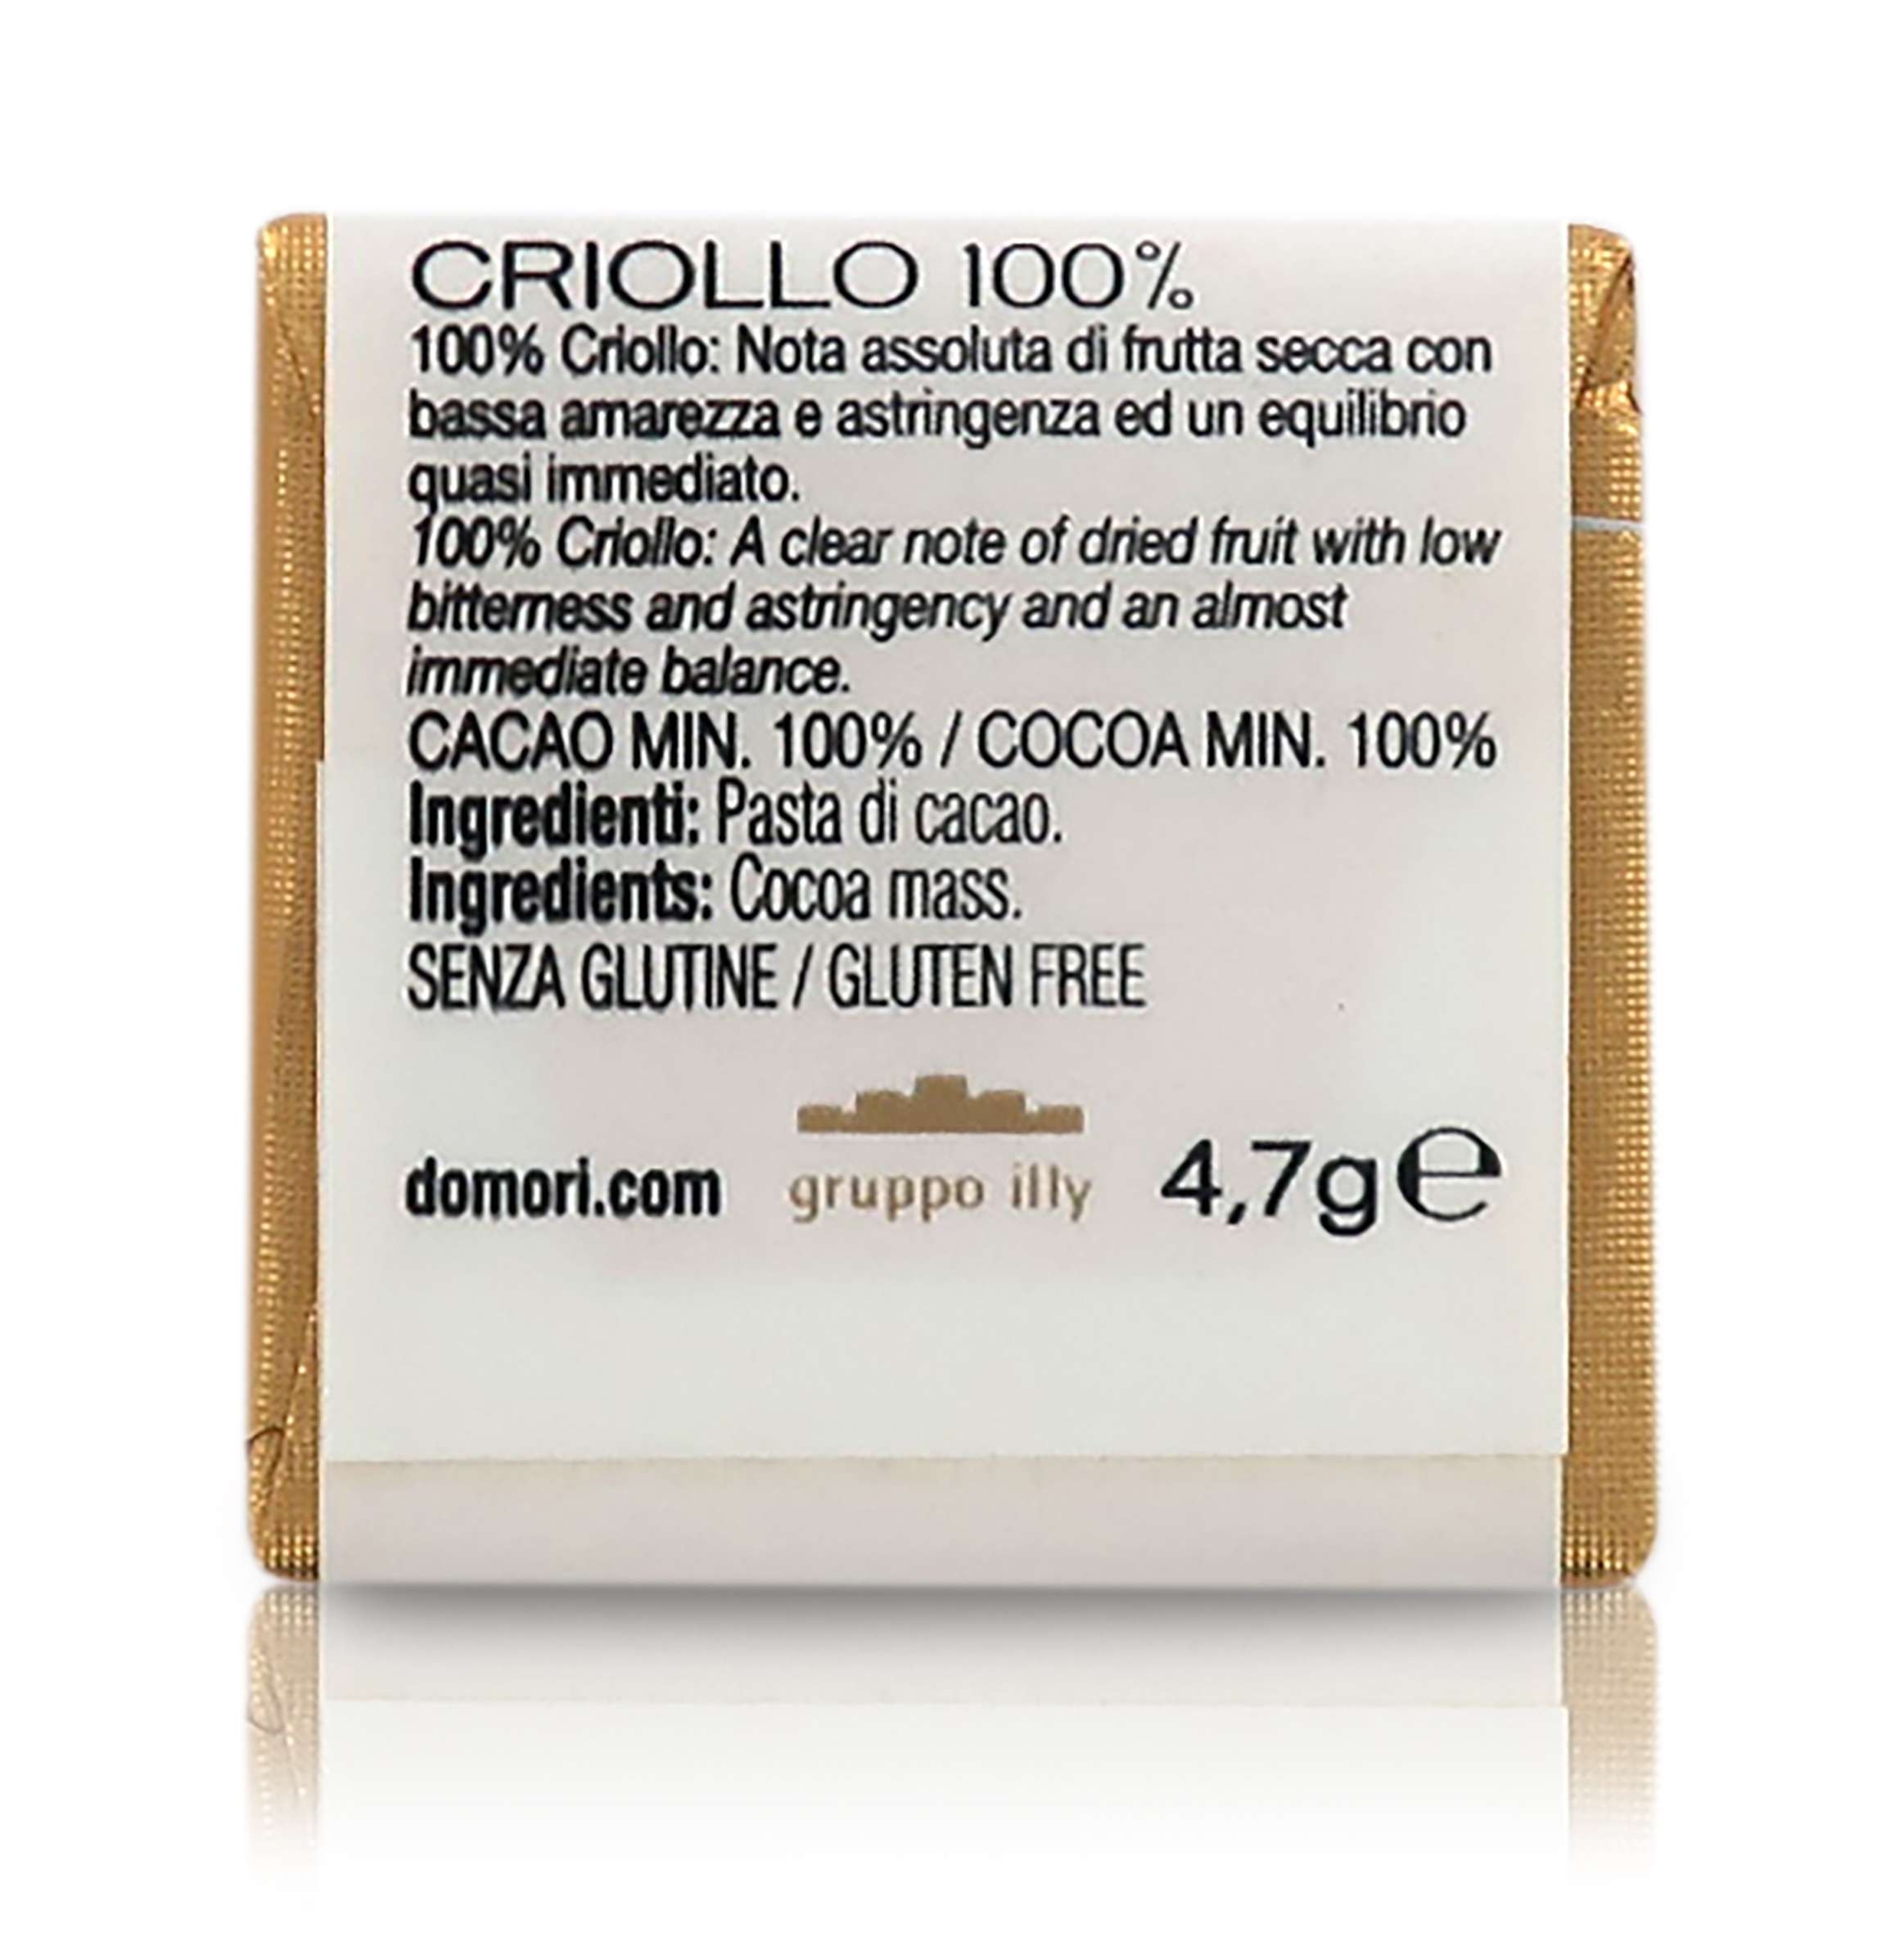 CRIOLLO 100%
100% Criollo: Nota assoluta di frutta secca con
bassa amarezza e astringenza ed un equilibrio
quasi immediato.
100% Criollo: A clear note of dried fruit with low
bitterness and astringency and an almost
immediate balance.
CACAO MIN. 100% / COCOA MIN. 100%
Ingredienti: Pasta di cacao.
Ingredients: Cocoa mass.
SENZA GLUTINE / GLUTEN FREE
domori.com gruppo illy 4,7g ℮